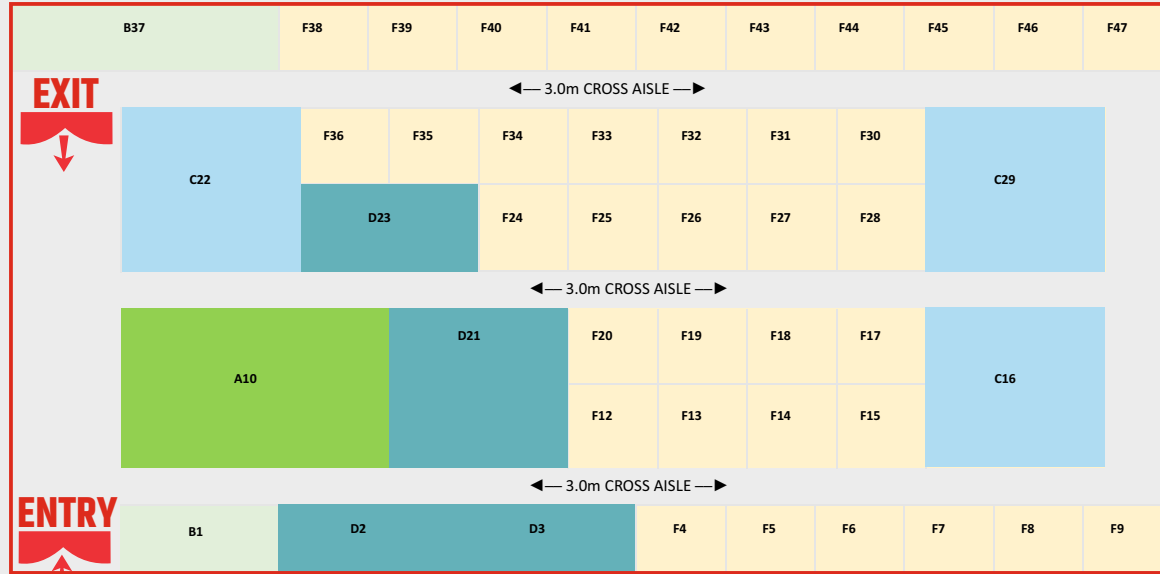 B37 F38 F39 F40 F41 F42 F43 F44 F45 F46 F47
EXIT
◄— 3.0m CROSS AISLE —►
C22 F36 F35 F34 F33 F32 F31 F30 C29
D23 F24 F25 F26 F27 F28
◄— 3.0m CROSS AISLE —►
A10 D21 F20 F19 F18 F17 C16
F12 F13 F14 F15
◄— 3.0m CROSS AISLE —►
ENTRY
B1 D2 D3 F4 F5 F6 F7 F8 F9